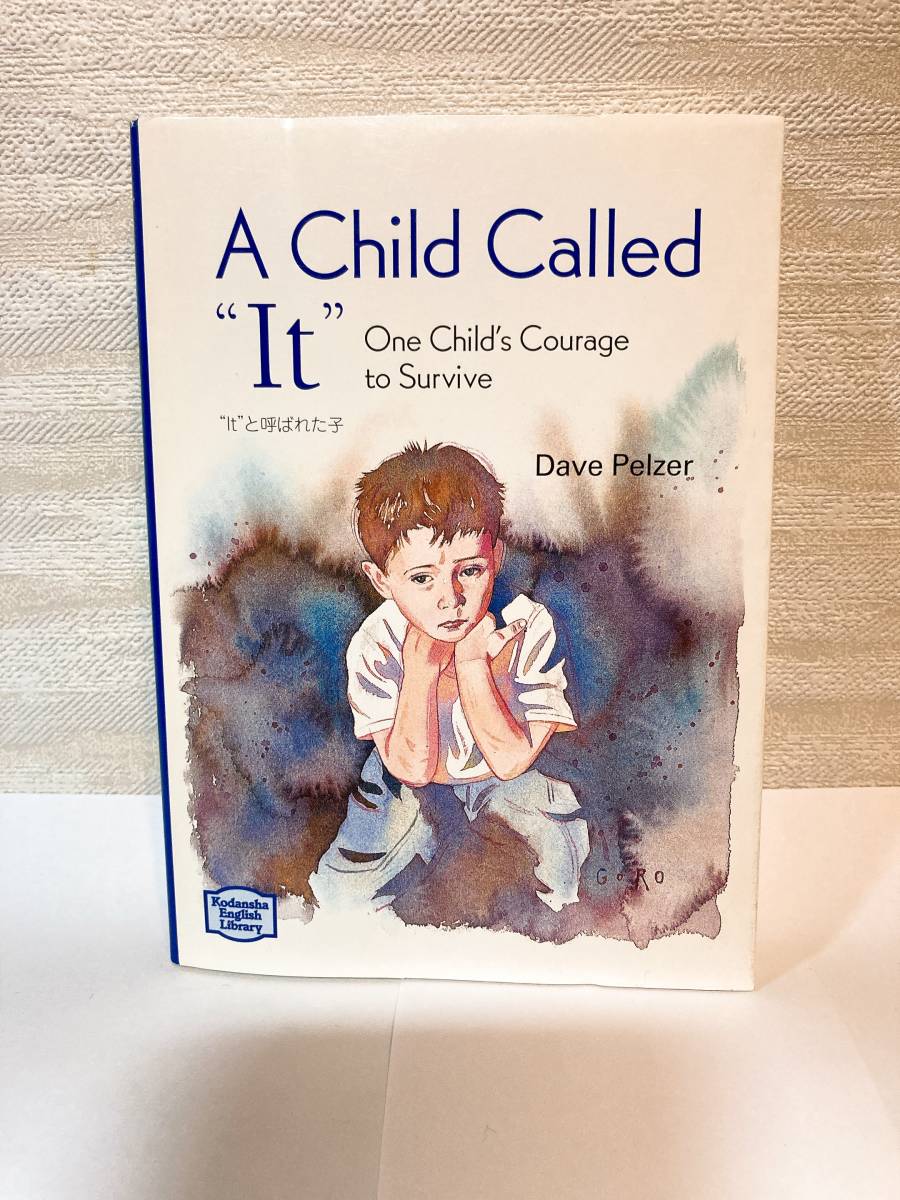 A Child Called
“It”
One Child's Courage
to Survive
“It”と呼ばれた子
Dave Pelzer
GoRo
Kodansha
English
Library